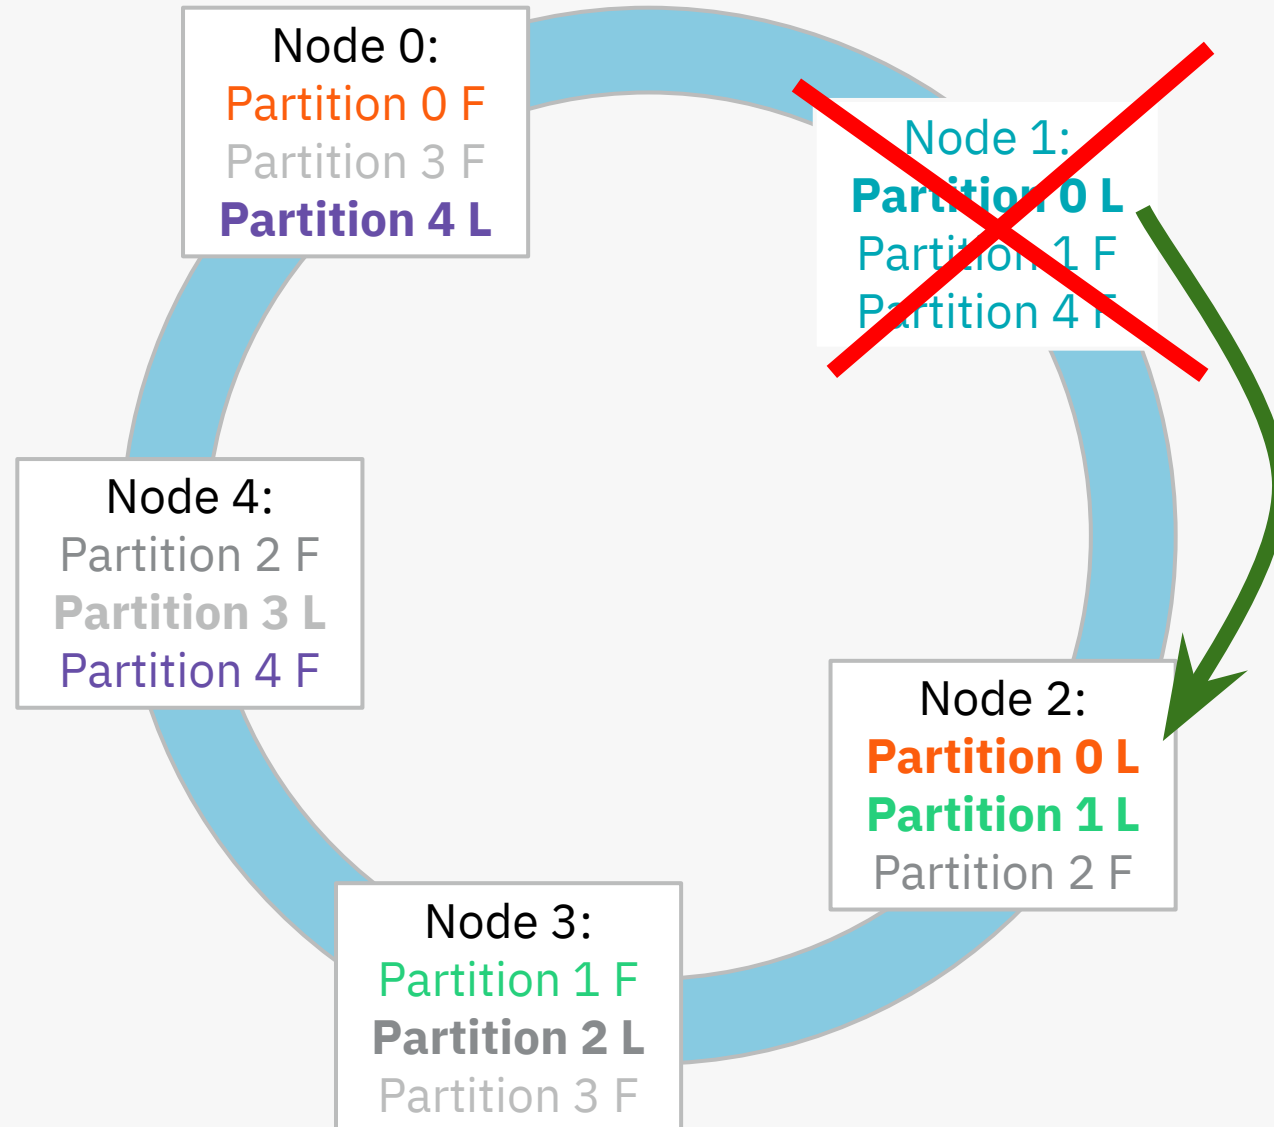 Node 0:
Partition 0 F
Partition 3 F
Partition 4 L
Node 1:
Partition 0 L
Partition 1 F
Partition 4 F
Node 4:
Partition 2 F
Partition 3 L
Partition 4 F
Node 2:
Partition 0 L
Partition 1 L
Partition 2 F
Node 3:
Partition 1 F
Partition 2 L
Partition 3 F